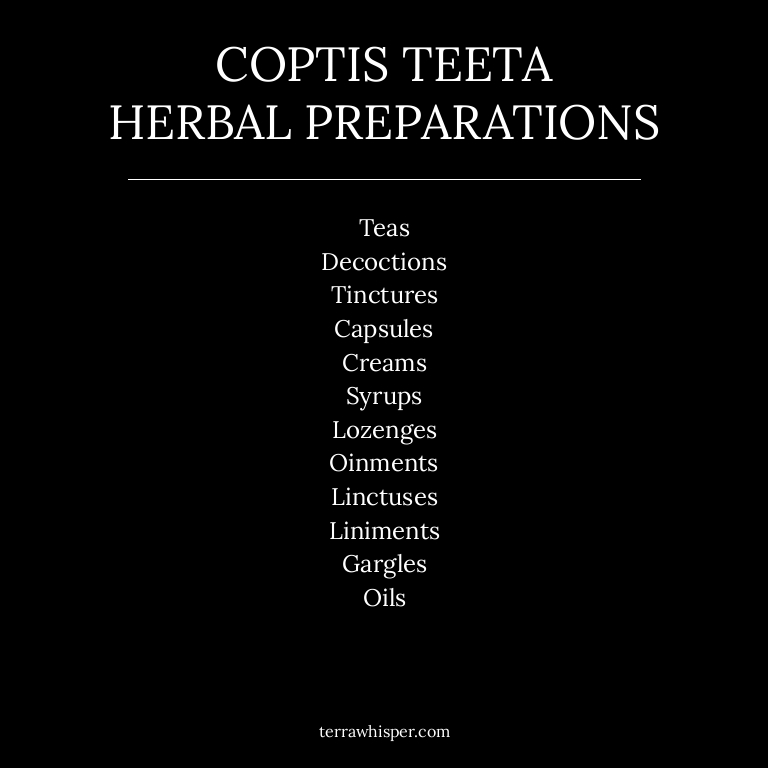 COPTIS TEETA
HERBAL PREPARATIONS
Teas
Decoctions
Tinctures
Capsules
Creams
Syrups
Lozenges
Oinments
Linctuses
Liniments
Gargles
Oils
terrawhisper.com